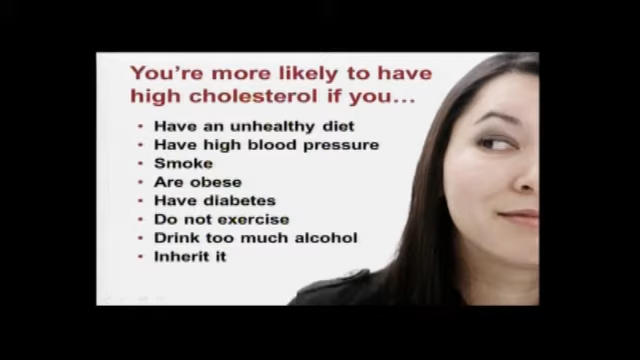 You're more likely to have
high cholesterol if you...
• Have an unhealthy diet
• Have high blood pressure
• Smoke
• Are obese
• Have diabetes
• Do not exercise
• Drink too much alcohol
• Inherit it